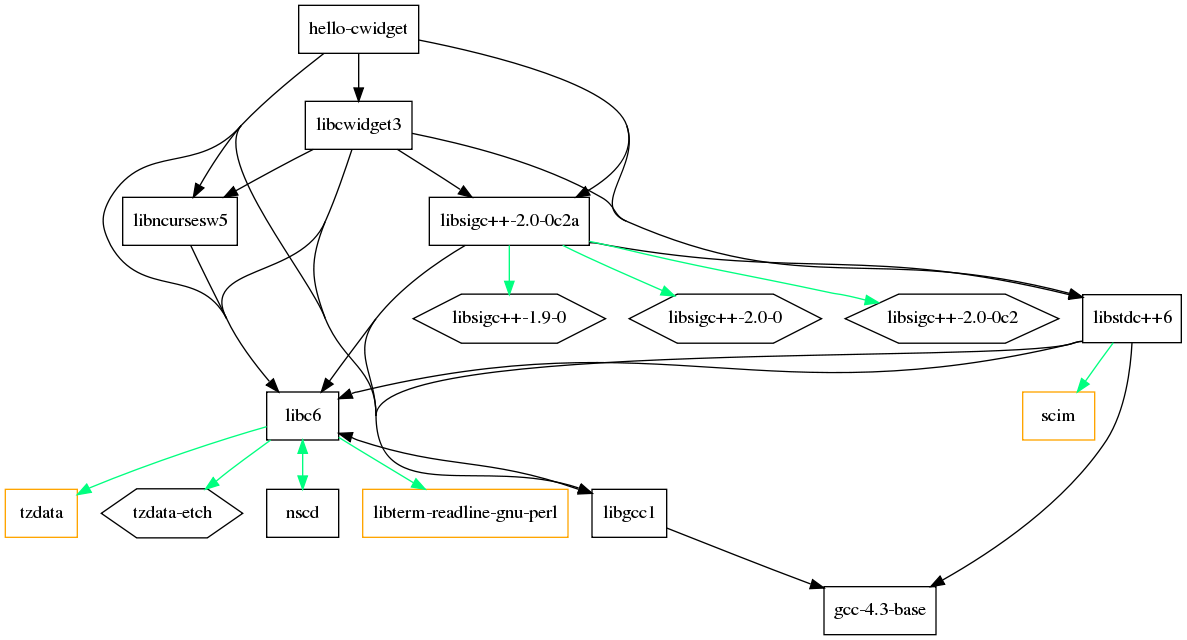 hello-cwidget
libcwidget3
libncursesw5
libsigc++-2.0-0c2a
libsigc++-1.9-0
libsigc++-2.0-0
libsigc++-2.0-0c2
libstdc++6
libc6
scim
tzdata
tzdata-etch
nscd
libterm-readline-gnu-perl
libgcc1
gcc-4.3-base